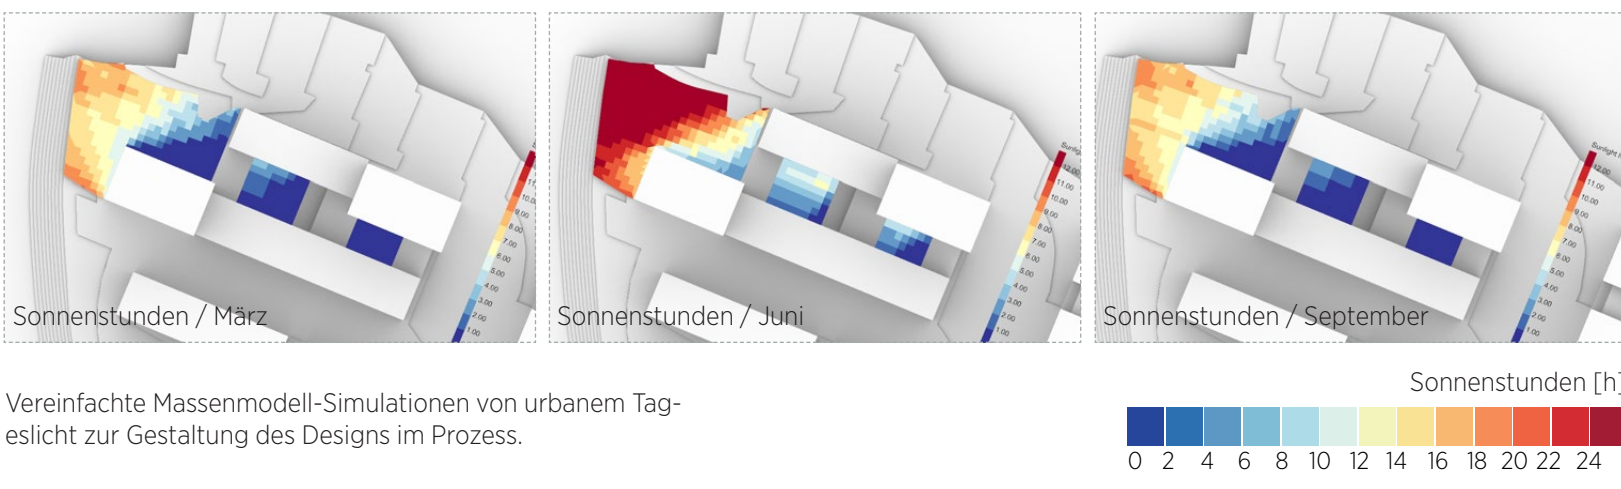 Sonnenstunden / März
Sonnenstunden / Juni
Sonnenstunden / September
Vereinfachte Massenmodell-Simulationen von urbanem Tag-
eslicht zur Gestaltung des Designs im Prozess.
Sonnenstunden [h]
0 2 4 6 8 10 12 14 16 18 20 22 24